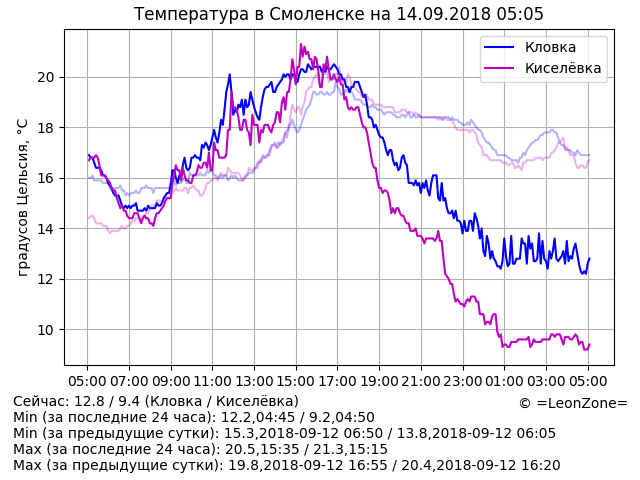 Температура в Смоленске на 14.09.2018 05:05
Кловка
Киселёвка
градусов Цельсия, °C
20
18
16
14
12
10
05:00 07:00 09:00 11:00 13:00 15:00 17:00 19:00 21:00 23:00 01:00 03:00 05:00
Сейчас: 12.8 / 9.4 (Кловка / Киселёвка)
© =LeonZone=
Min (за последние 24 часа): 12.2,04:45 / 9.2,04:50
Min (за предыдущие сутки): 15.3,2018-09-12 06:50 / 13.8,2018-09-12 06:05
Max (за последние 24 часа): 20.5,15:35 / 21.3,15:15
Max (за предыдущие сутки): 19.8,2018-09-12 16:55 / 20.4,2018-09-12 16:20